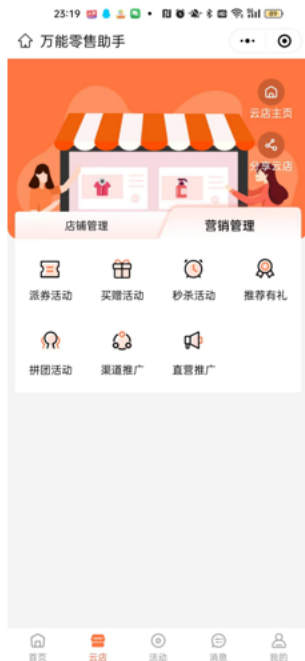 23:19
万能零售助手
云店主页
分享云店
店铺管理 营销管理
派券活动 买赠活动 秒杀活动 推荐有礼
拼团活动 渠道推广 直营推广
首页 云店 活动 消息 我的